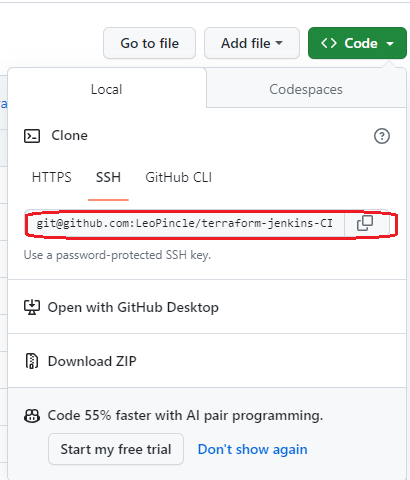 Go to file Add file Code
Local Codespaces
Clone
HTTPS SSH GitHub CLI
git@github.com:LeoPincle/terraform-jenkins-CI
Use a password-protected SSH key.
Open with GitHub Desktop
Download ZIP
Code 55% faster with AI pair programming.
Start my free trial Don't show again